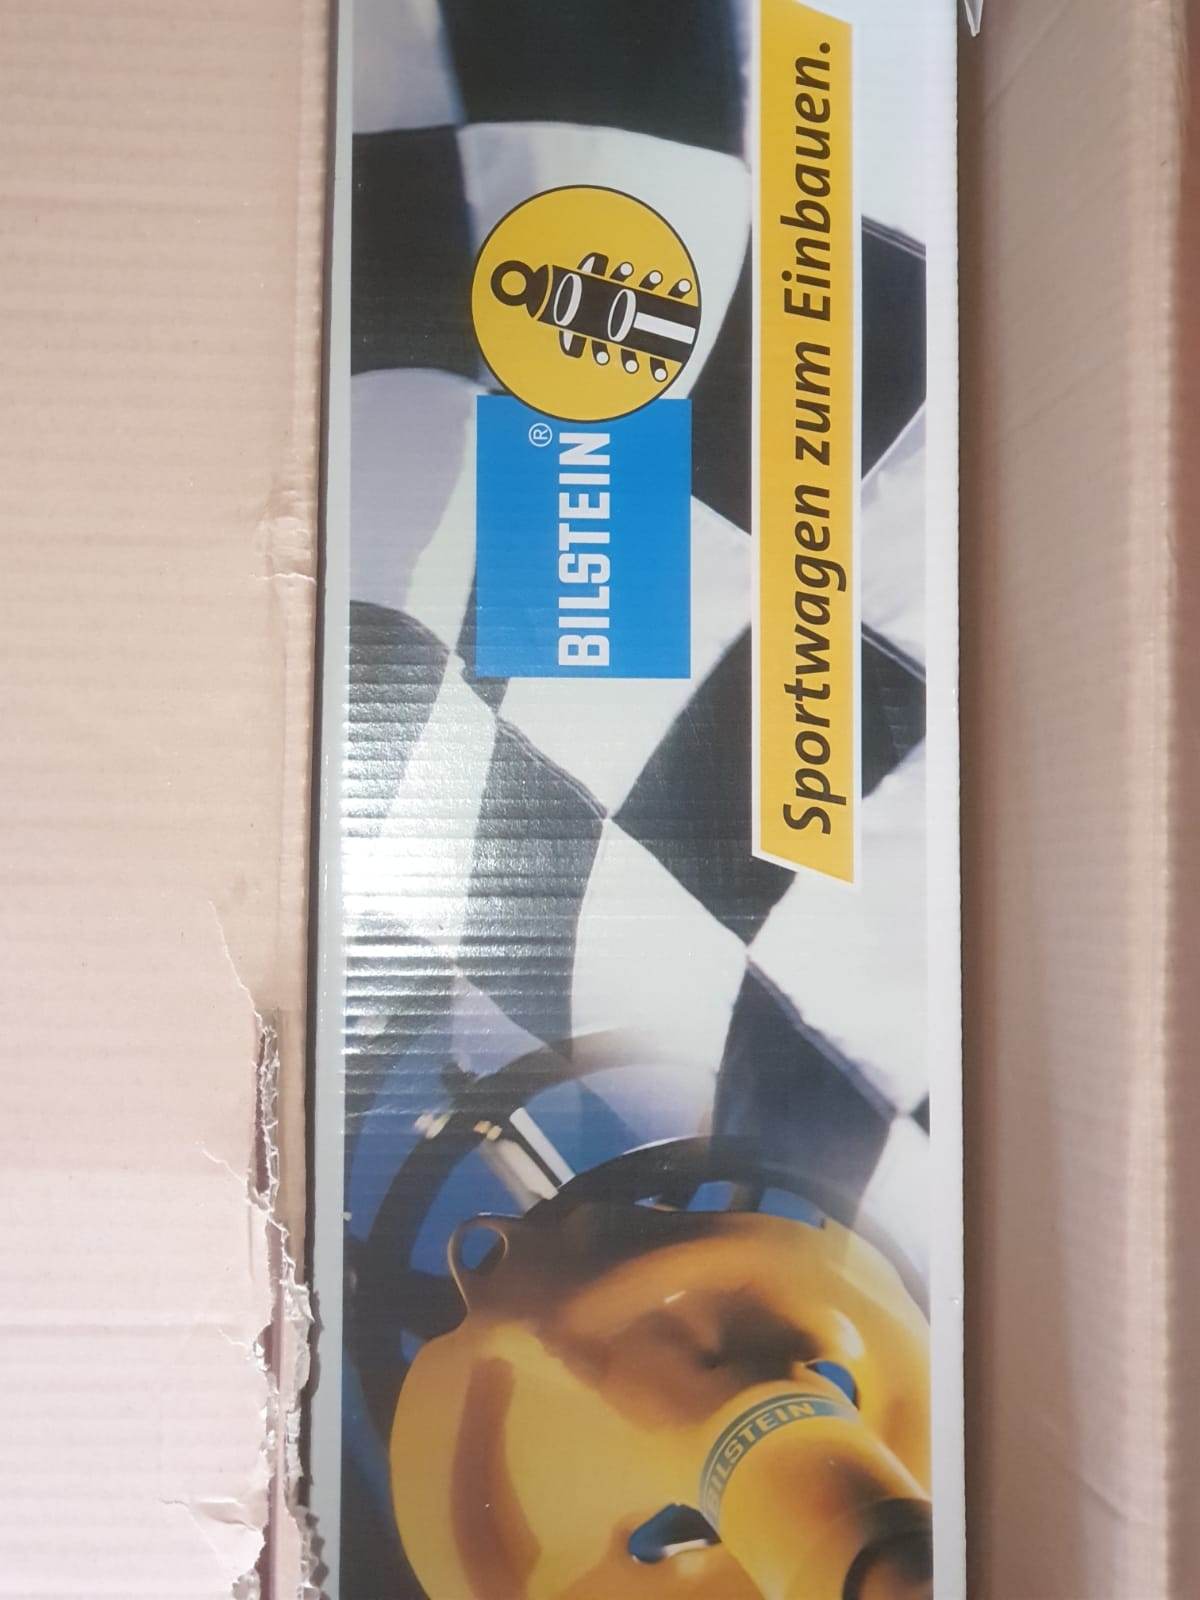 BILSTEIN®
Sportwagen zum Einbauen.
BILSTEIN